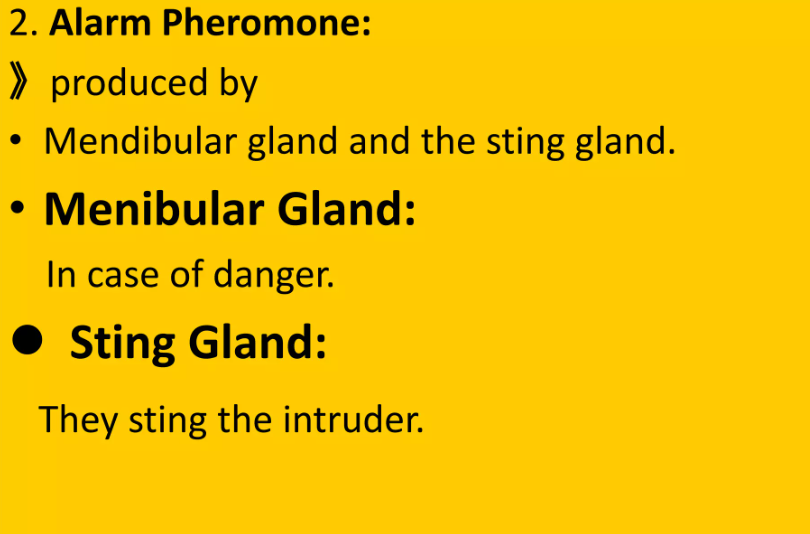 2. Alarm Pheromone:
》 produced by
• Mendibular gland and the sting gland.
• Menibular Gland:
In case of danger.
● Sting Gland:
They sting the intruder.